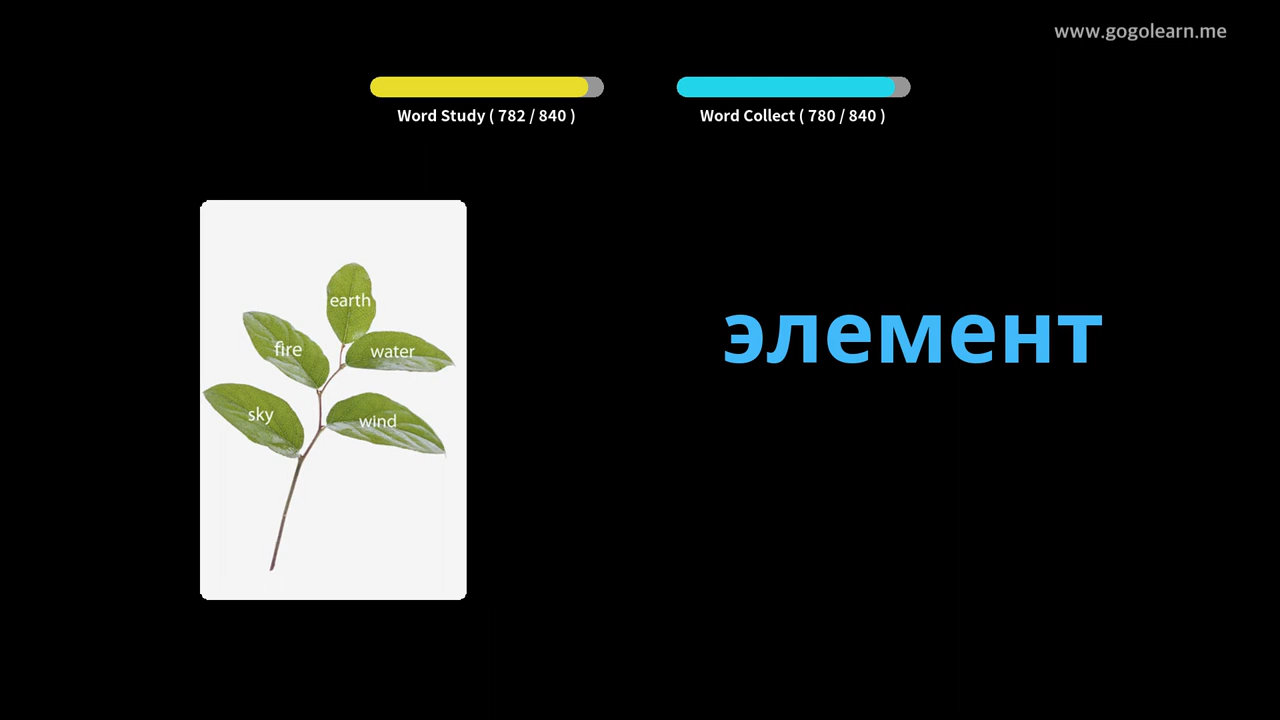 www.gogolearn.me
Word Study ( 782 / 840 )
Word Collect ( 780 / 840 )
earth
fire
water
sky
wind
элемент